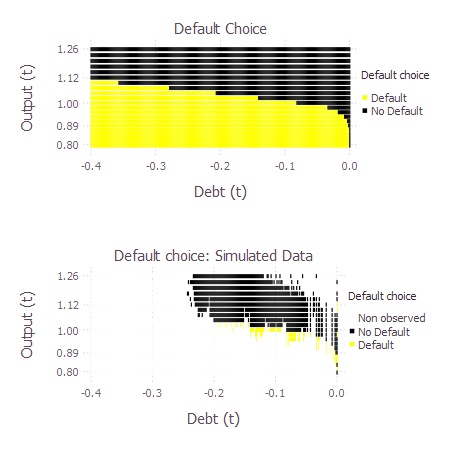 Default Choice
Output (t)
1.26
1.12
1.00
0.89
0.80
-0.4 -0.3 -0.2 -0.1 0.0
Debt (t)
Default choice
Default
No Default
Default choice: Simulated Data
Output (t)
1.26
1.12
1.00
0.89
0.80
-0.4 -0.3 -0.2 -0.1 0.0
Debt (t)
Default choice
Non observed
No Default
Default